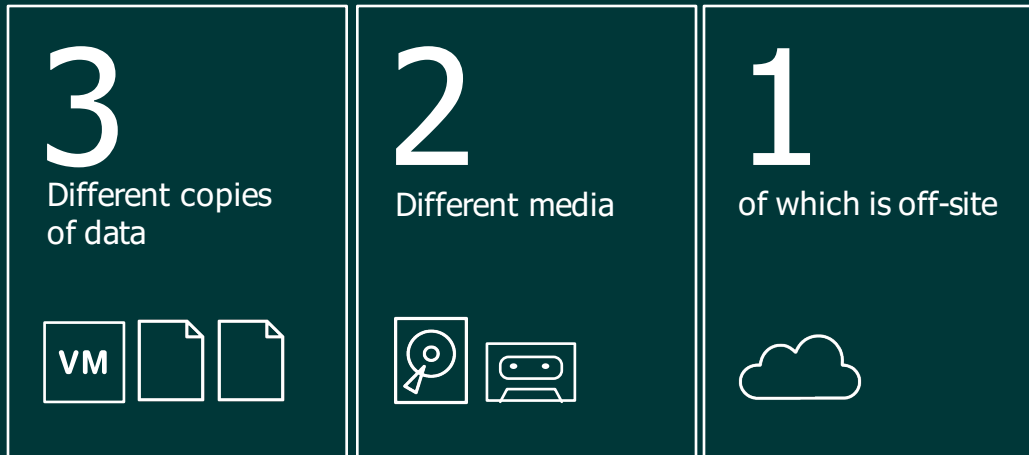 3
Different copies
of data
VM
2
Different media
1
of which is off-site